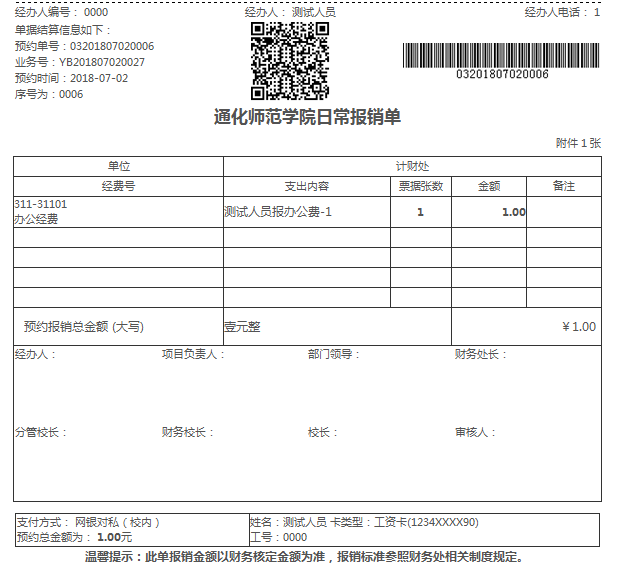 经办人编号： 0000 经办人： 测试人员 经办人电话： 1
单据结算信息如下：
预约单号：03201807020006
业务号：YB201807020027
预约时间：2018-07-02
序号为：0006
03201807020006
通化师范学院日常报销单
附件 1 张
单位 计财处
经费号 支出内容 票据张数 金额 备注
311-31101
办公经费
测试人员报办公费-1 1 1.00
预约报销总金额 (大写) 壹元整 ￥1.00
经办人： 项目负责人： 部门领导： 财务处长：
分管校长： 财务校长： 校长： 审核人：
支付方式： 网银对私（校内） 姓名：测试人员 卡类型：工资卡(1234XXXX90)
预约总金额为： 1.00元 工号：0000
温馨提示：此单报销金额以财务核定金额为准，报销标准参照财务处相关制度规定。